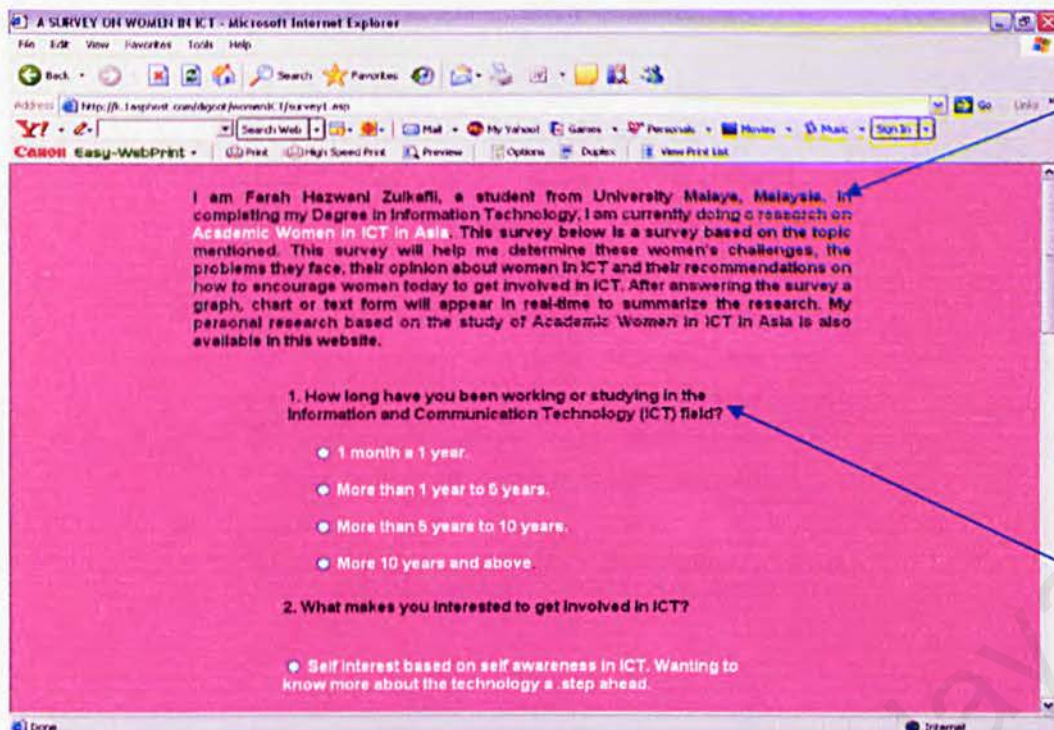 A SURVEY ON WOMEN IN ICT - Microsoft Internet Explorer
File Edit View Favorites Tools Help
Back Search Favorites
Address Go Links
Search Web Mail My Yahoo! Games Personals Movies Music Sign In
Canon Easy-WebPrint Print High Speed Print Preview Options Duplex View Print List
I am Farah Hazwani Zulkefli, a student from University Malaya, Malaysia. In
completing my Degree in Information Technology, I am currently doing a research on
Academic Women in ICT in Asia. This survey below is a survey based on the topic
mentioned. This survey will help me determine these women's challenges, the
problems they face, their opinion about women in ICT and their recommendations on
how to encourage women today to get involved in ICT. After answering the survey a
graph, chart or text form will appear in real-time to summarize the research. My
personal research based on the study of Academic Women in ICT in Asia is also
available in this website.
1. How long have you been working or studying in the
Information and Communication Technology (ICT) field?
1 month a 1 year.
More than 1 year to 5 years.
More than 5 years to 10 years.
More 10 years and above.
2. What makes you interested to get involved in ICT?
Self interest based on self awareness in ICT. Wanting to
know more about the technology a .step ahead.
Done Internet